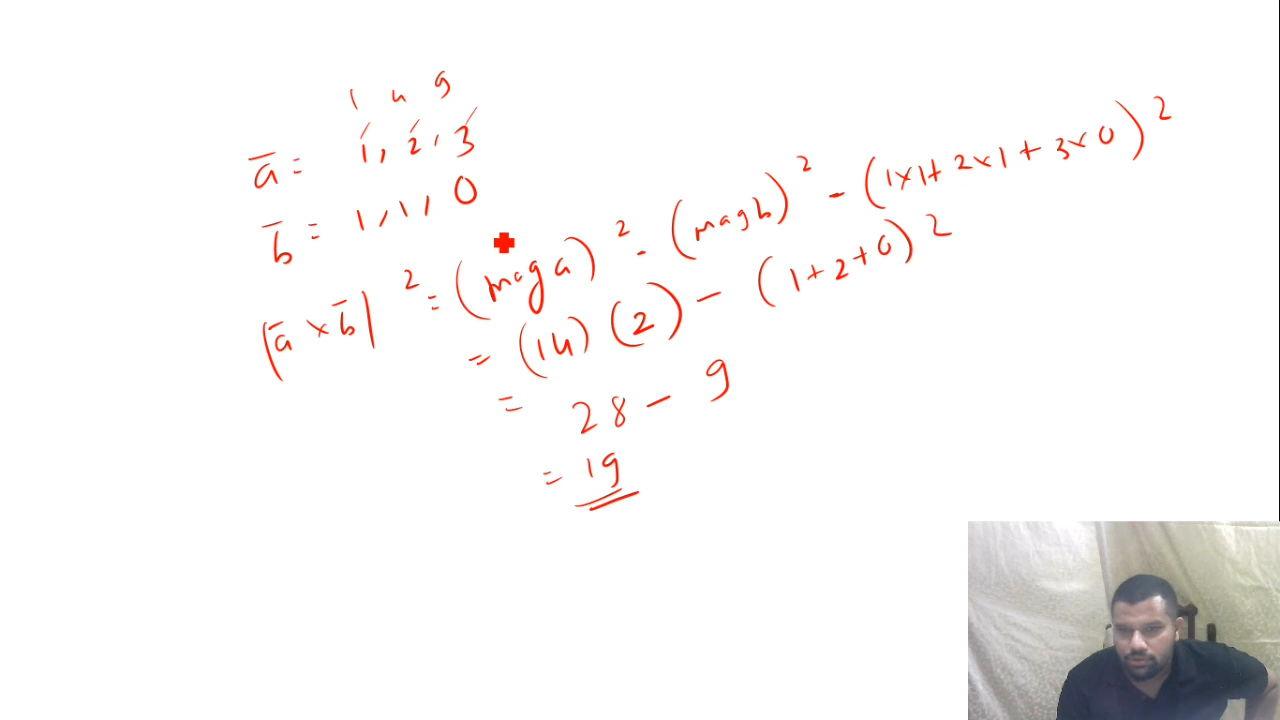 1 4 9
a̅ = 1, 2, 3
b̅ = 1, 1, 0
|a̅ × b̅|² = (mag a)² · (mag b)² - (1×1 + 2×1 + 3×0)²
= (14) (2) - (1+2+0)²
= 28 - 9
= 19